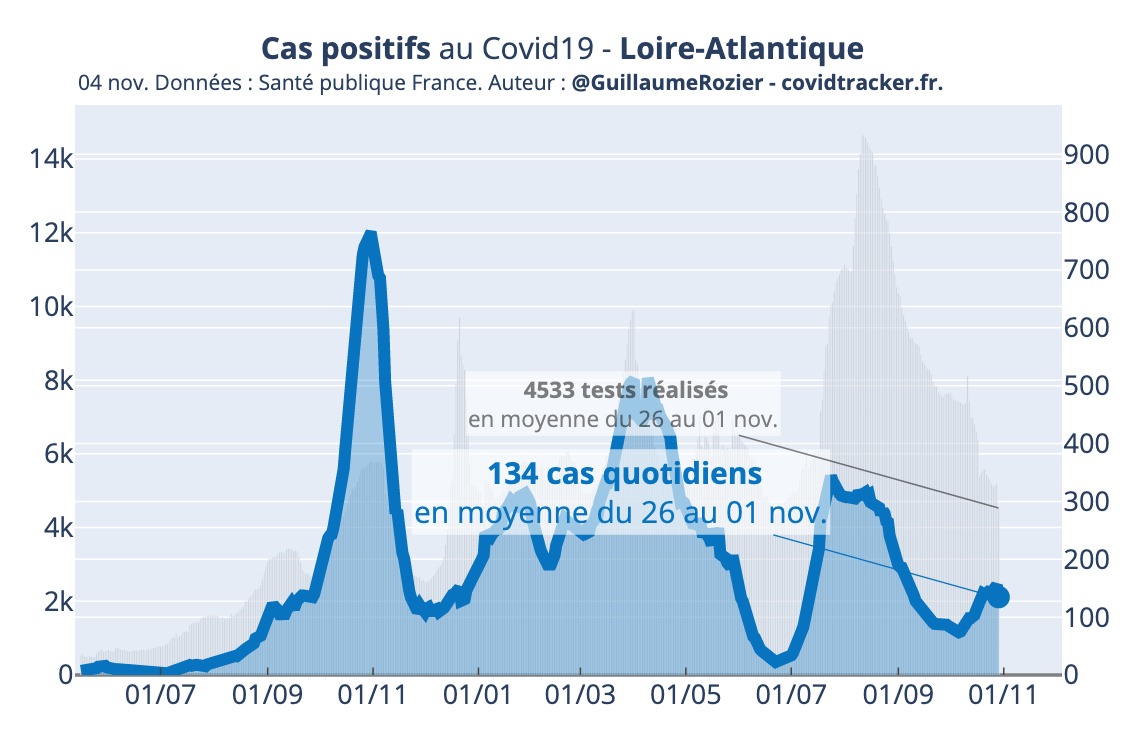 Cas positifs au Covid19 - Loire-Atlantique
04 nov. Données : Santé publique France. Auteur : @GuillaumeRozier - covidtracker.fr.
14k
12k
10k
8k
6k
4k
2k
0
900
800
700
600
500
400
300
200
100
0
4533 tests réalisés
en moyenne du 26 au 01 nov.
134 cas quotidiens
en moyenne du 26 au 01 nov.
01/07 01/09 01/11 01/01 01/03 01/05 01/07 01/09 01/11